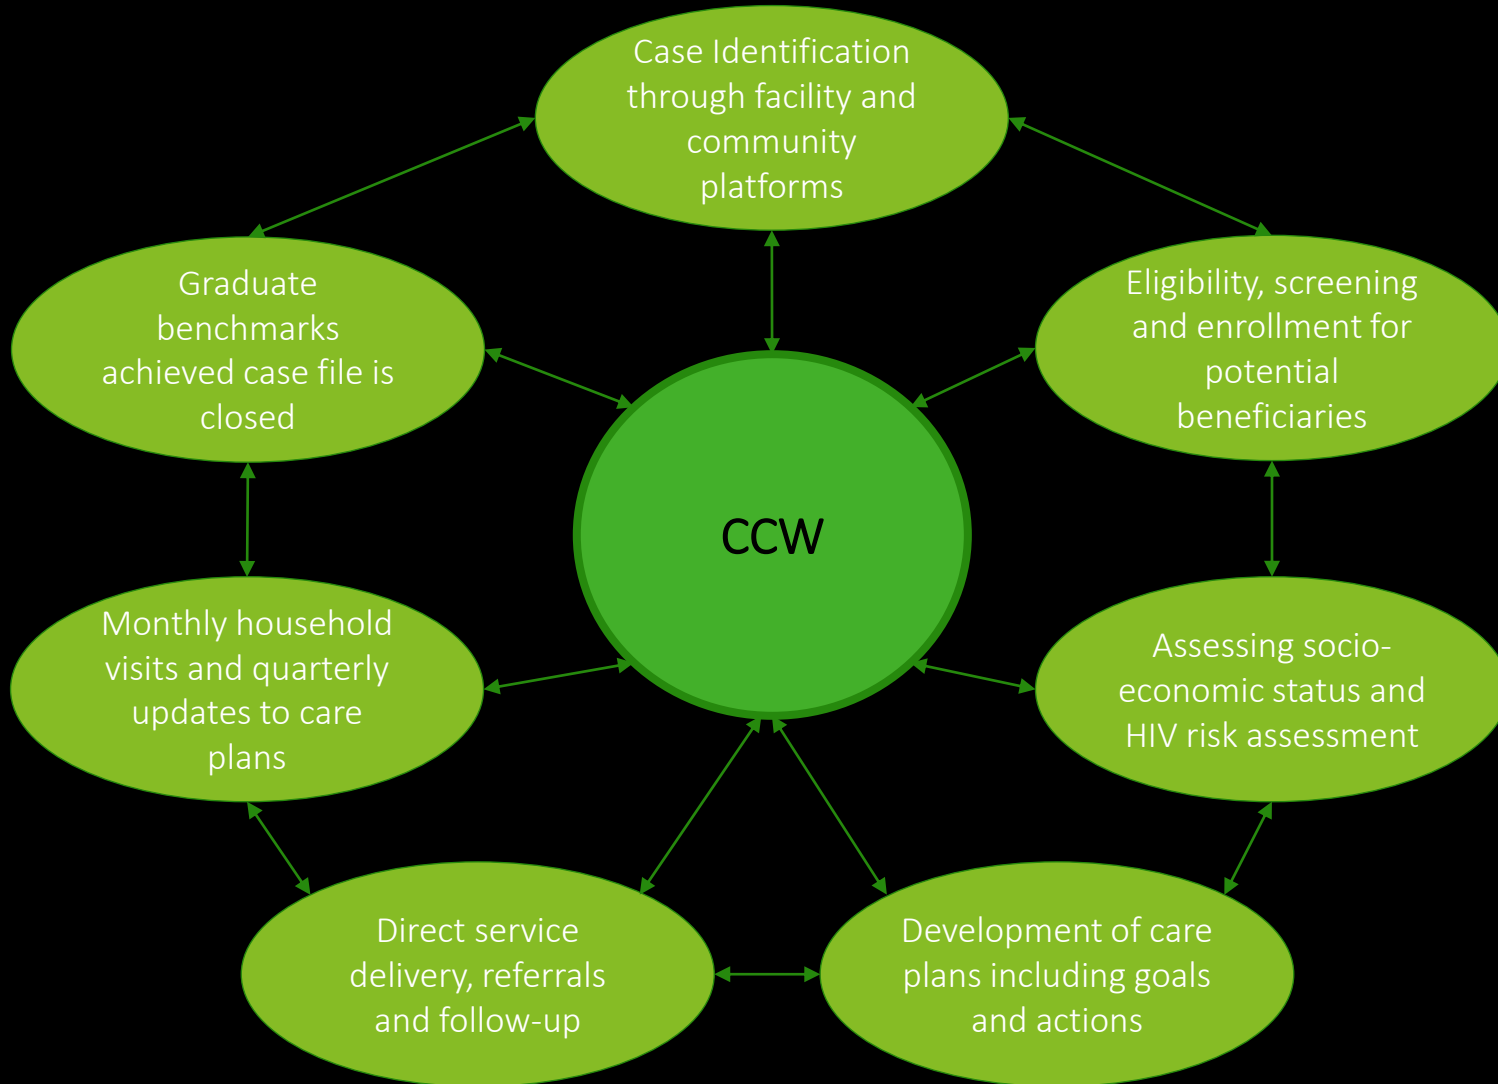 Case Identification
through facility and
community
platforms
Eligibility, screening
and enrollment for
potential
beneficiaries
Assessing socio-
economic status and
HIV risk assessment
Development of care
plans including goals
and actions
Direct service
delivery, referrals
and follow-up
Monthly household
visits and quarterly
updates to care
plans
Graduate
benchmarks
achieved case file is
closed
CCW